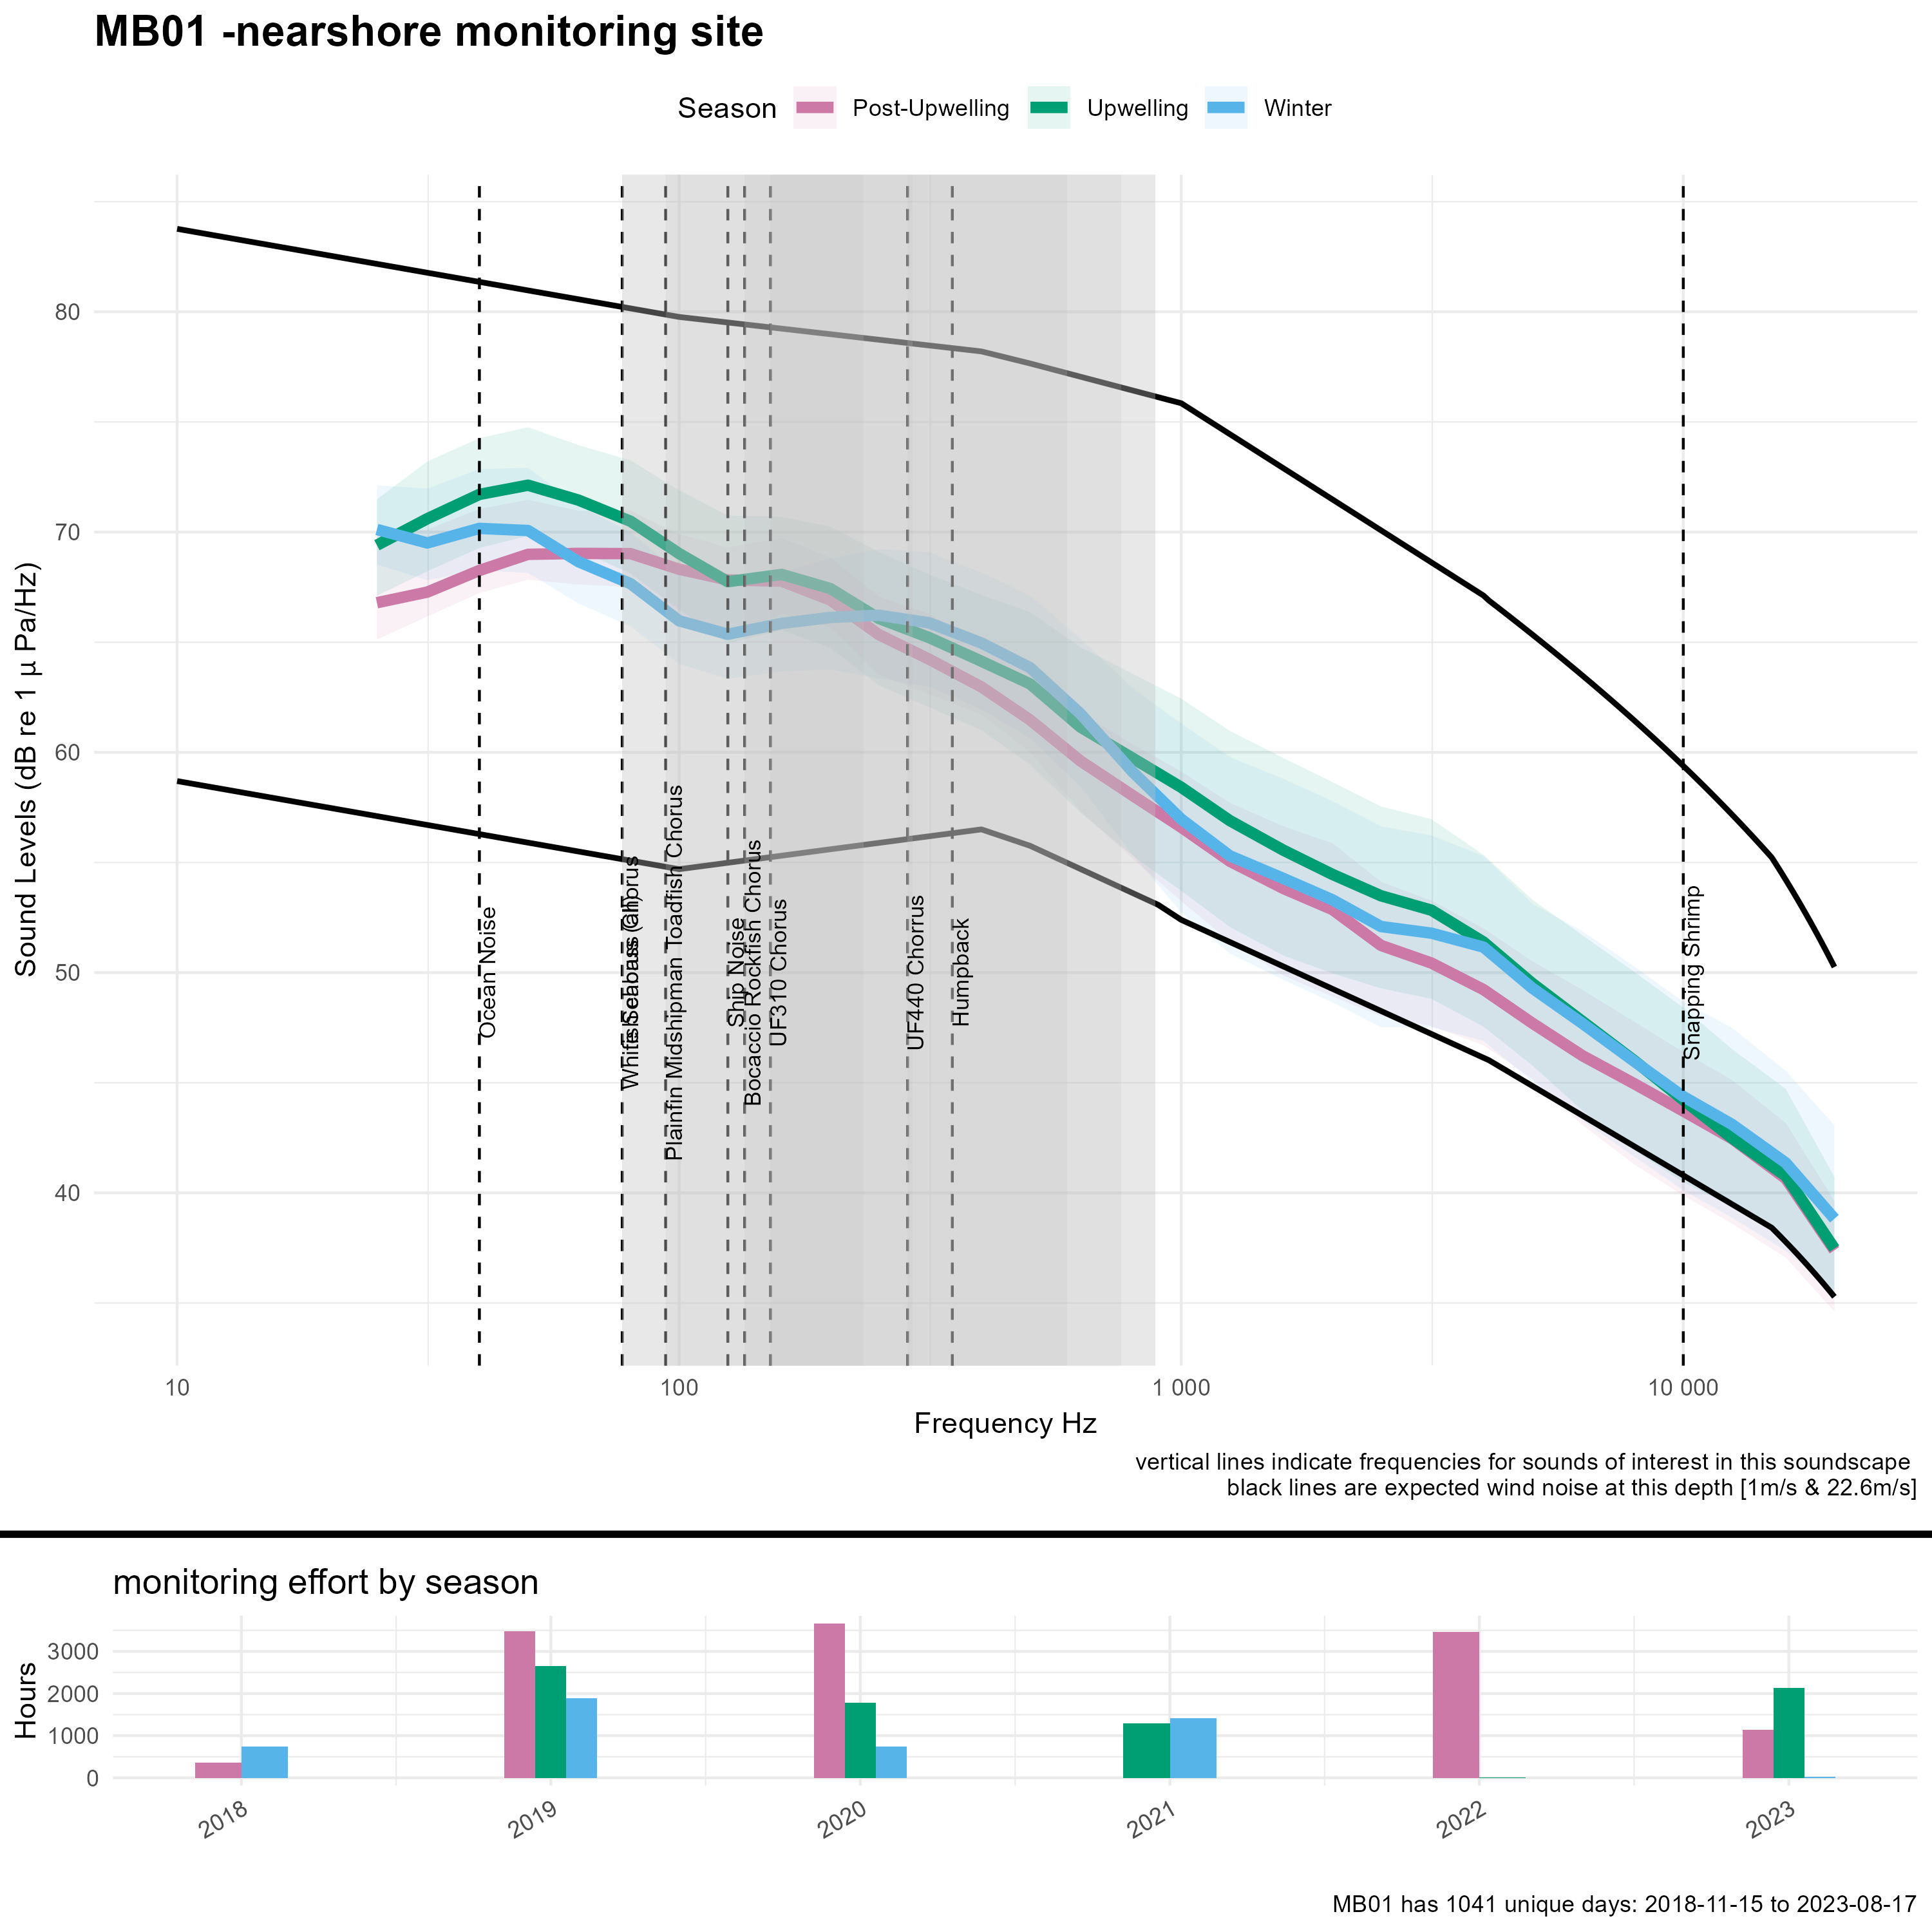 MB01 -nearshore monitoring site
Season Post-Upwelling Upwelling Winter
Sound Levels (dB re 1 µ Pa/Hz)
80
70
60
50
40
Ocean Noise
Plainfin Midshipman Toadfish Chorus
Ship Noise
Bocaccio Rockfish Chorus
UF310 Chorus
UF440 Chorrus
Humpback
Snapping Shrimp
10 100 1 000 10 000
Frequency Hz
vertical lines indicate frequencies for sounds of interest in this soundscape
black lines are expected wind noise at this depth [1m/s & 22.6m/s]
monitoring effort by season
Hours
3000
2000
1000
0
2018 2019 2020 2021 2022 2023
MB01 has 1041 unique days: 2018-11-15 to 2023-08-17